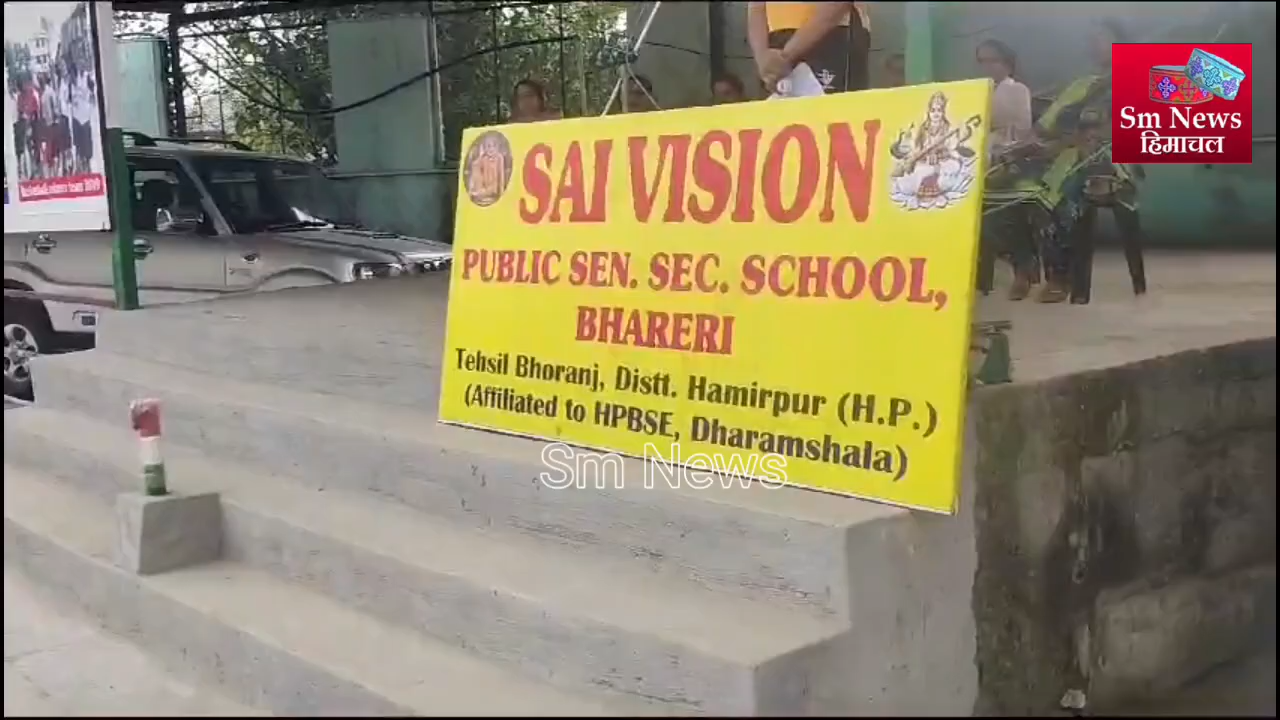 Sm News
हिमाचल
SAI VISION
PUBLIC SEN. SEC. SCHOOL,
BHARERI
Tehsil Bhoranj, Distt. Hamirpur (H.P.)
(Affiliated to HPBSE, Dharamshala)
Sm News